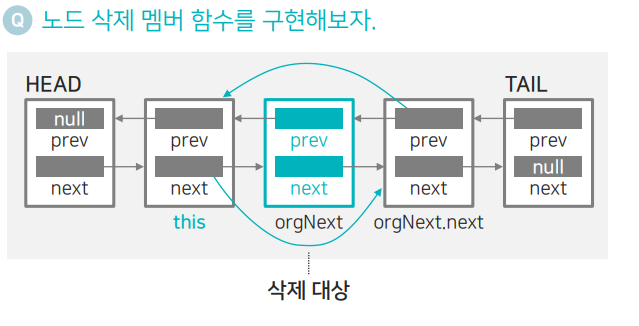 Q 노드 삭제 멤버 함수를 구현해보자.
HEAD TAIL
null
prev prev prev prev prev
null
next next next next next
this orgNext orgNext.next
삭제 대상